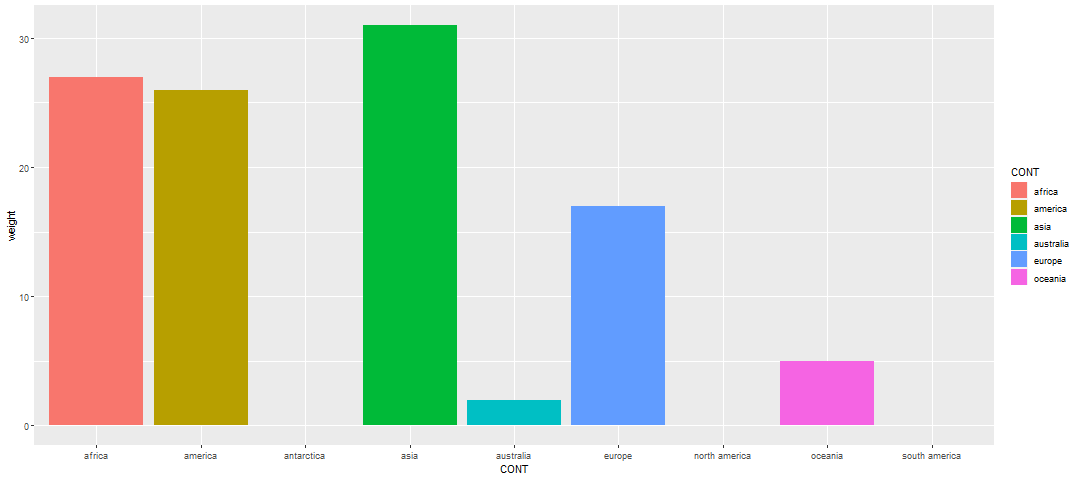 30
20
10
0
weight
africa america antarctica asia australia europe north america oceania south america
CONT
CONT
africa
america
asia
australia
europe
oceania